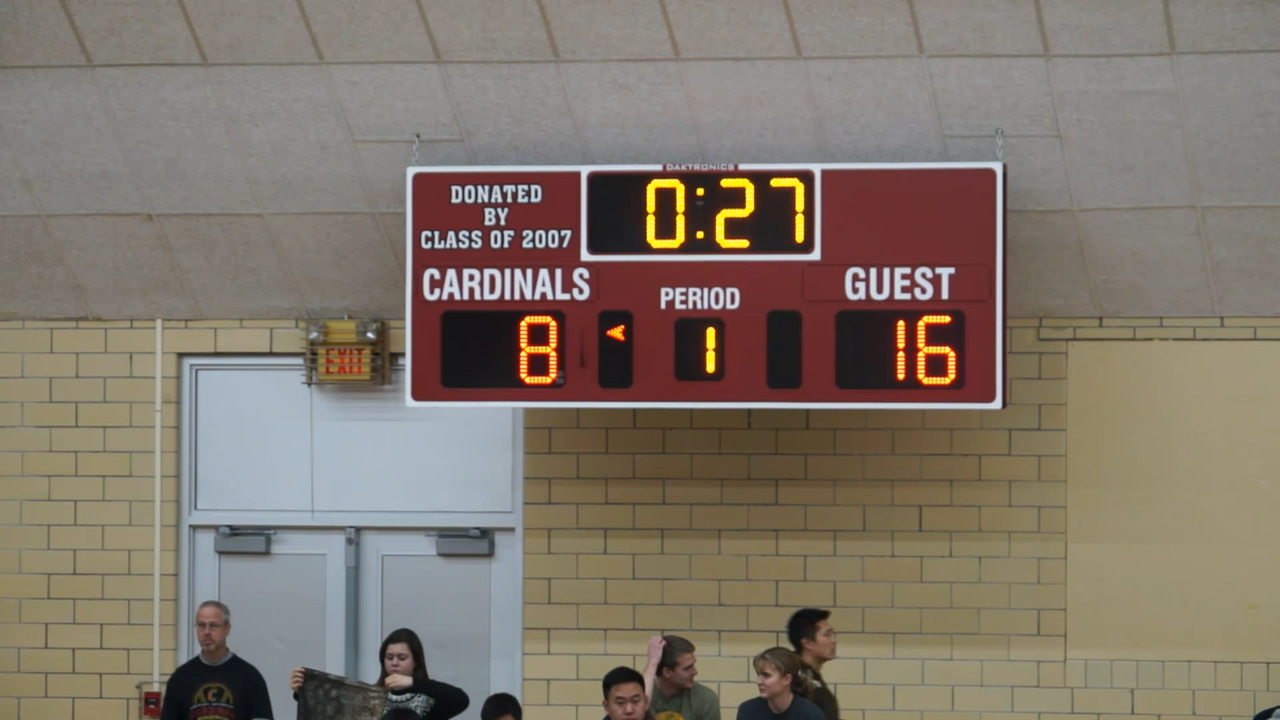 DAKTRONICS
DONATED
BY
CLASS OF 2007
0:27
CARDINALS
PERIOD
GUEST
8
1
16
EXIT
C